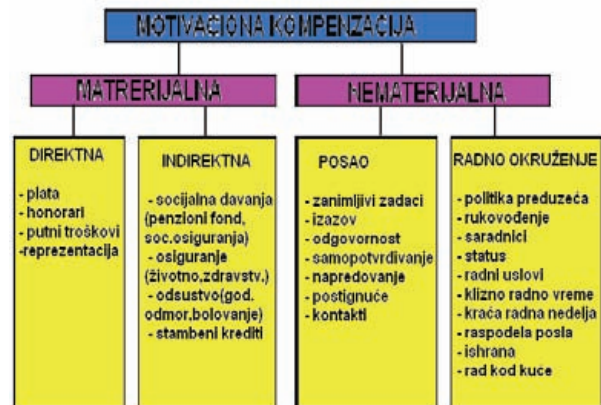 MOTIVACIONA KOMPENZACIJA
MATRERIJALNA
NEMATERIJALNA
DIREKTNA
- plata
- honorari
- putni troškovi
-reprezentacija
INDIREKTNA
- socijalna davanja
(penzioni fond,
soc.osiguranja)
- osiguranje
(životno,zdravstv.)
- odsustvo(god.
odmor,bolovanje)
- stambeni krediti
POSAO
- zanimljivi zadaci
- izazov
- odgovornost
- samopotvrđivanje
- napredovanje
- postignuće
- kontakti
RADNO OKRUŽENJE
- politika preduzeća
- rukovođenje
- saradnici
- status
- radni uslovi
- klizno radno vreme
- kraća radna nedelja
- raspodela posla
- ishrana
- rad kod kuće